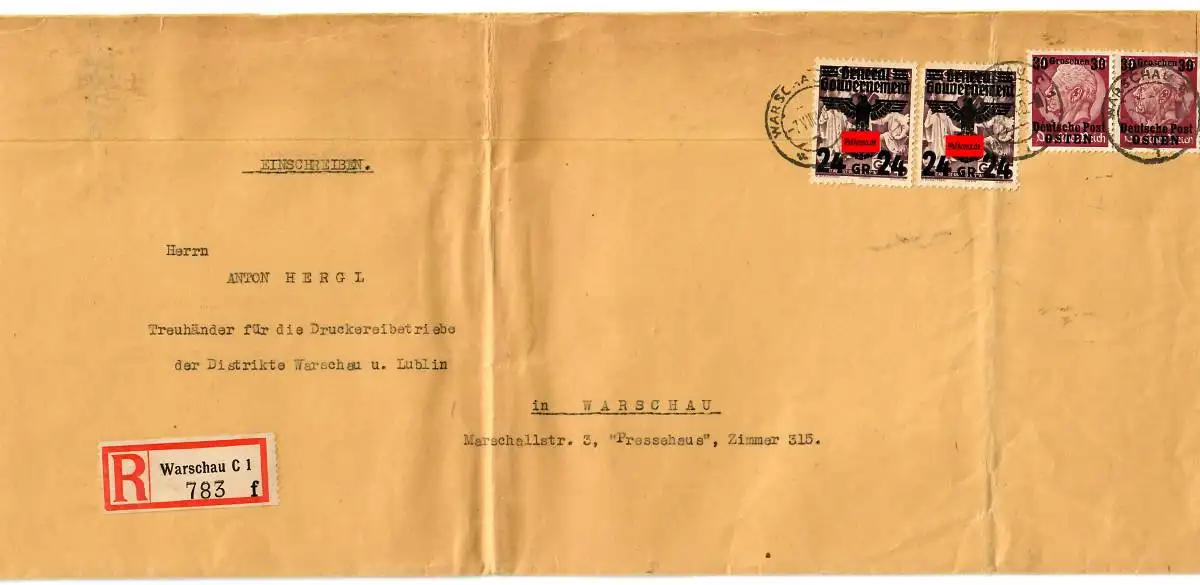 General
Gouvernement
24 24
GR.
General
Gouvernement
24 24
GR.
30 Groschen 30
Deutsche Post
OSTEN
30 Groschen 30
Deutsche Post
OSTEN
WARSCHAU
EINSCHREIBEN.
Herrn
ANTON H E R G L
Treuhänder für die Druckereibetriebe
der Distrikte Warschau u. Lublin
in W A R S C H A U
Marschallstr. 3, "Pressehaus", Zimmer 315.
R Warschau C 1
783 f